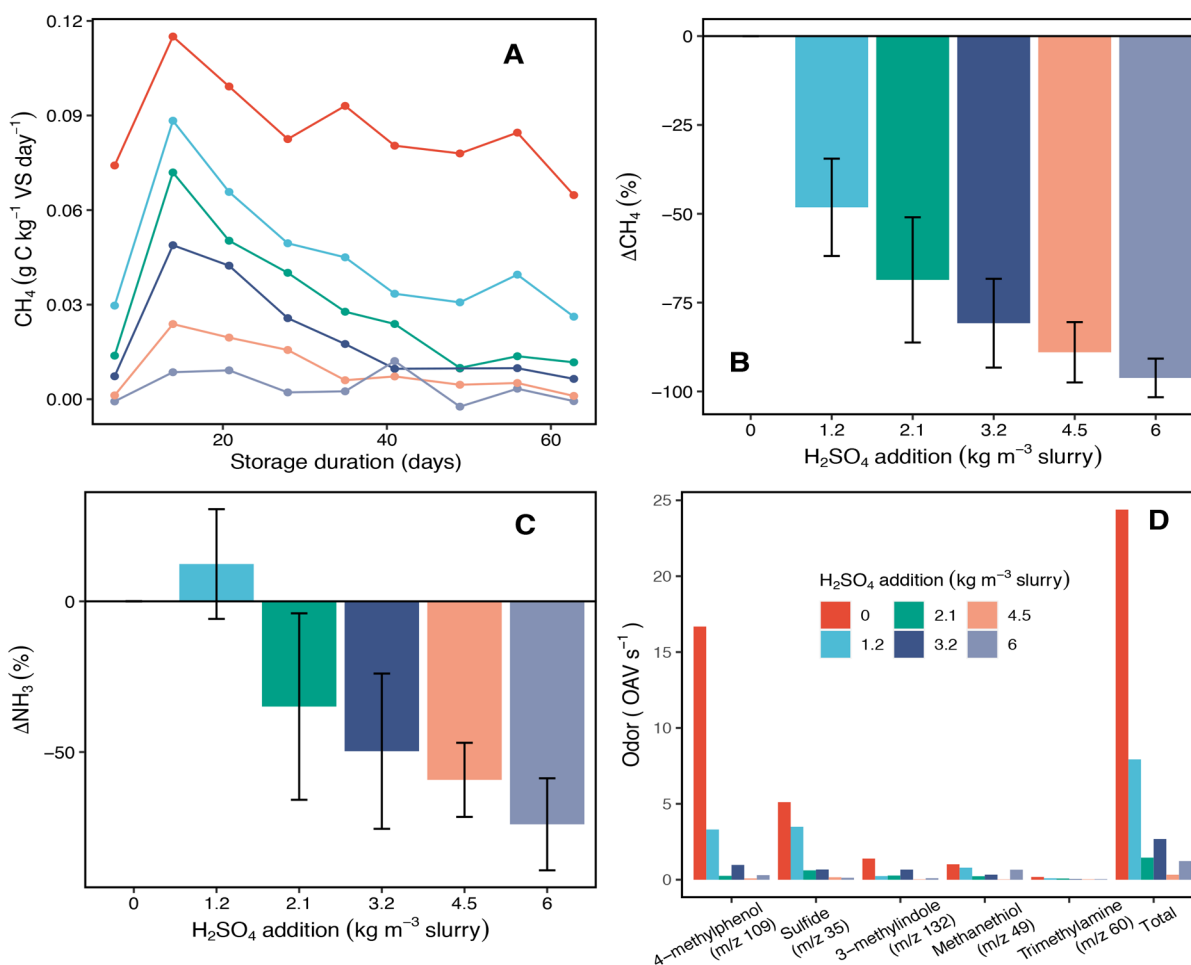 A
0.12
0.09
0.06
0.03
0.00
CH₄ (g C kg⁻¹ VS day⁻¹)
20 40 60
Storage duration (days)
B
0
−25
−50
−75
−100
ΔCH₄ (%)
0 1.2 2.1 3.2 4.5 6
H₂SO₄ addition (kg m⁻³ slurry)
C
0
−50
ΔNH₃ (%)
0 1.2 2.1 3.2 4.5 6
H₂SO₄ addition (kg m⁻³ slurry)
D
25
20
15
10
5
0
Odor ( OAV s⁻¹)
H₂SO₄ addition (kg m⁻³ slurry)
0 2.1 4.5
1.2 3.2 6
4−methylphenol
(m/z 109)
Sulfide
(m/z 35)
3−methylindole
(m/z 132)
Methanethiol
(m/z 49)
Trimethylamine
(m/z 60)
Total